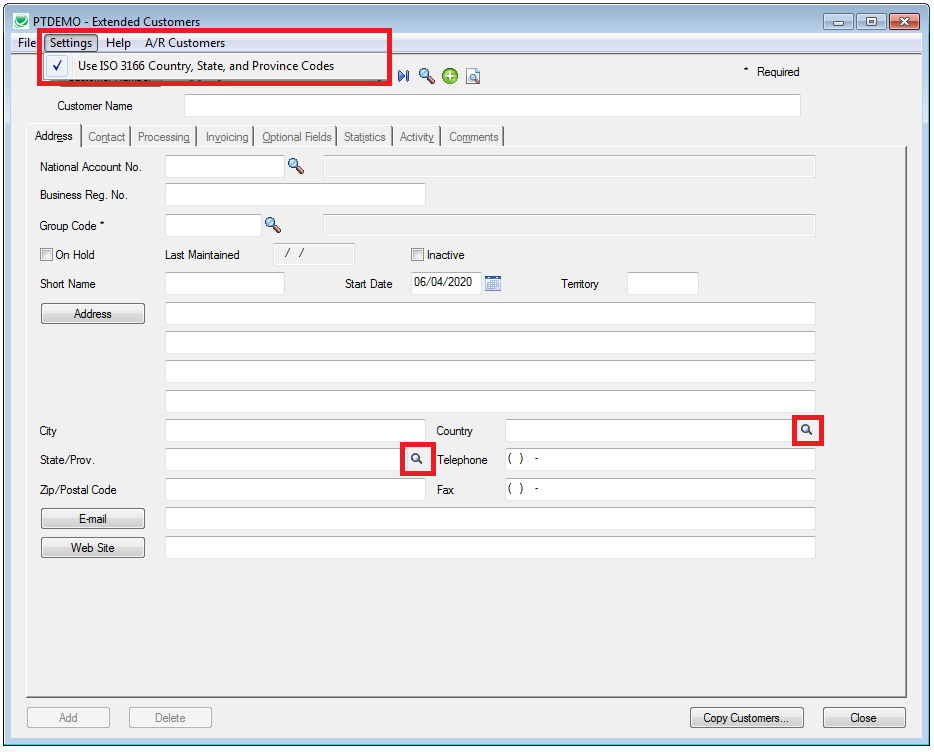 PTDEMO - Extended Customers
File Settings Help A/R Customers
Use ISO 3166 Country, State, and Province Codes
* Required
Customer Name
Address Contact Processing Invoicing Optional Fields Statistics Activity Comments
National Account No.
Business Reg. No.
Group Code *
On Hold Last Maintained / / Inactive
Short Name Start Date 06/04/2020 Territory
Address
City Country
State/Prov. Telephone ( ) -
Zip/Postal Code Fax ( ) -
E-mail
Web Site
Add Delete Copy Customers... Close